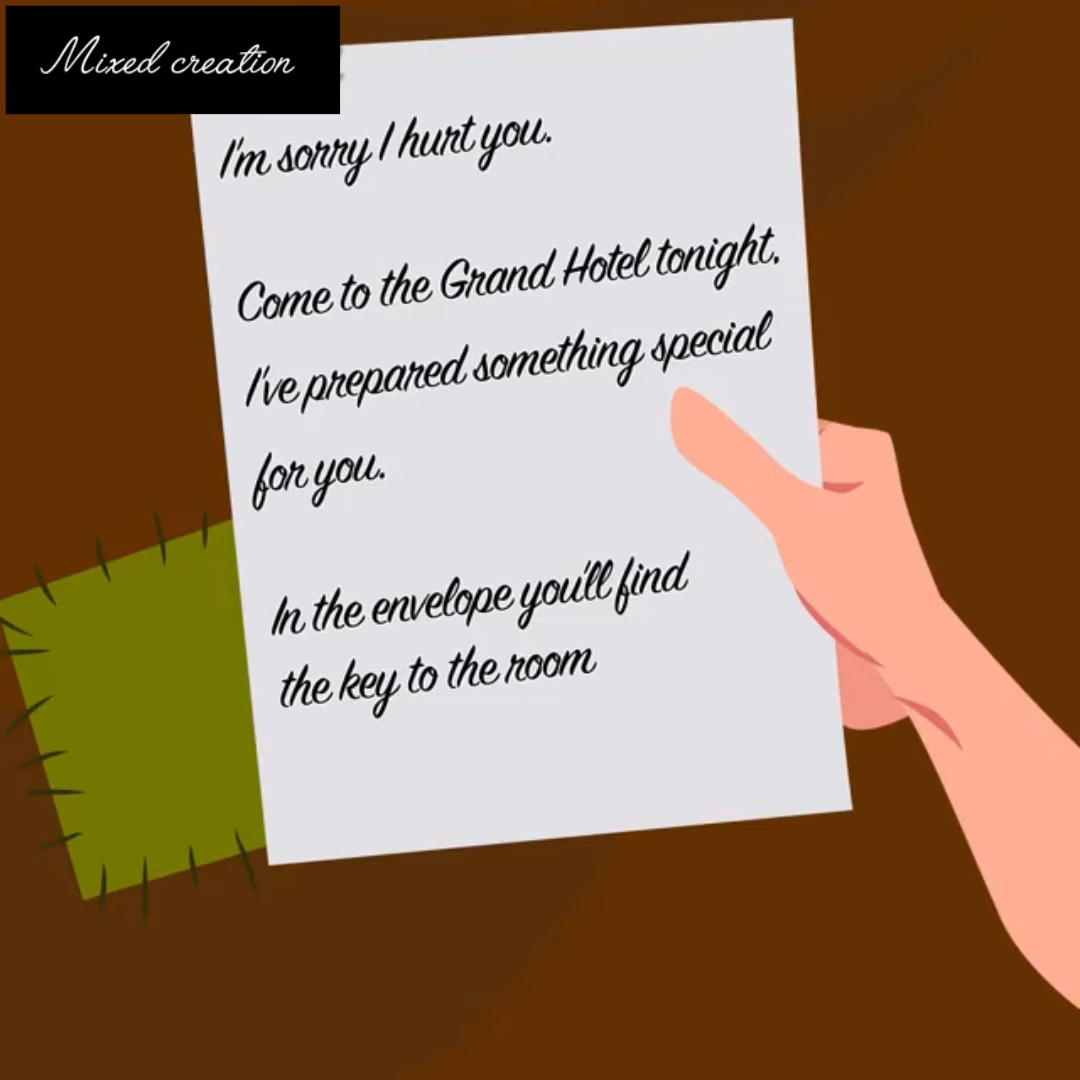 Mixed creation
I'm sorry I hurt you.
Come to the Grand Hotel tonight.
I've prepared something special
for you.
In the envelope you'll find
the key to the room